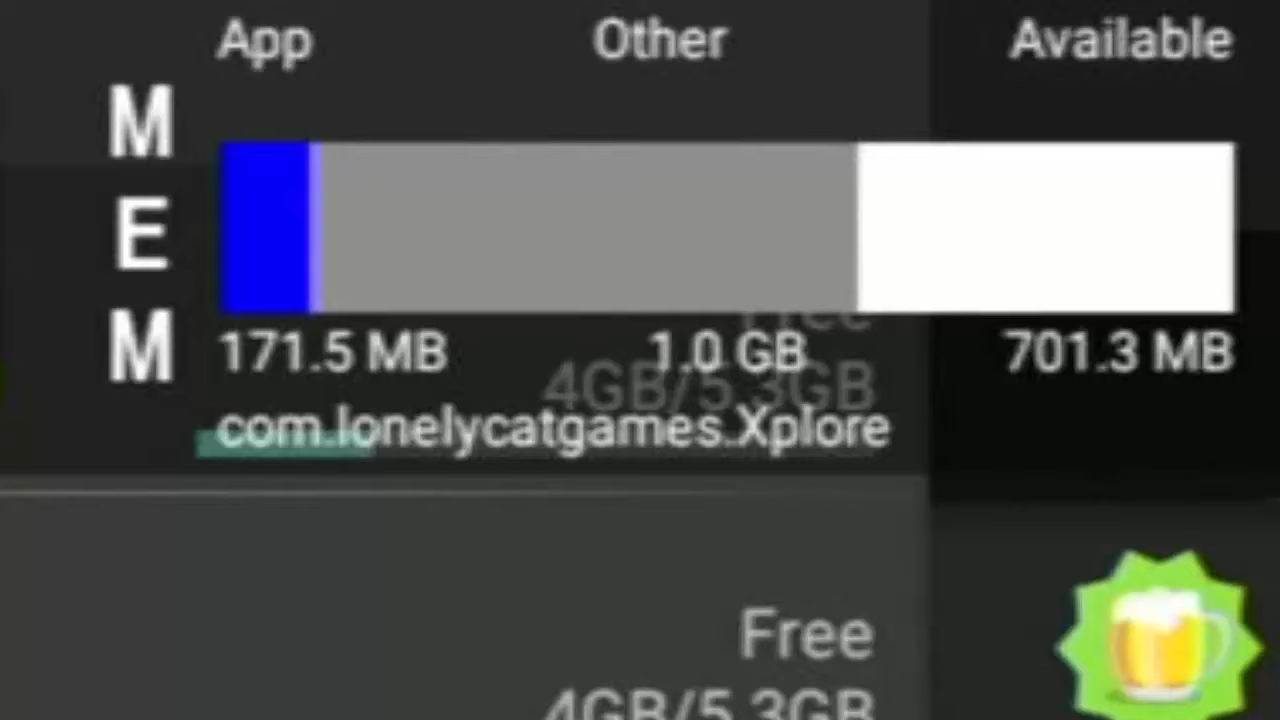 App Other Available
M
E
M
171.5 MB 1.0 GB 701.3 MB
Free
4GB/5.3GB
com.lonelycatgames.Xplore
Free
4GB/5.3GB